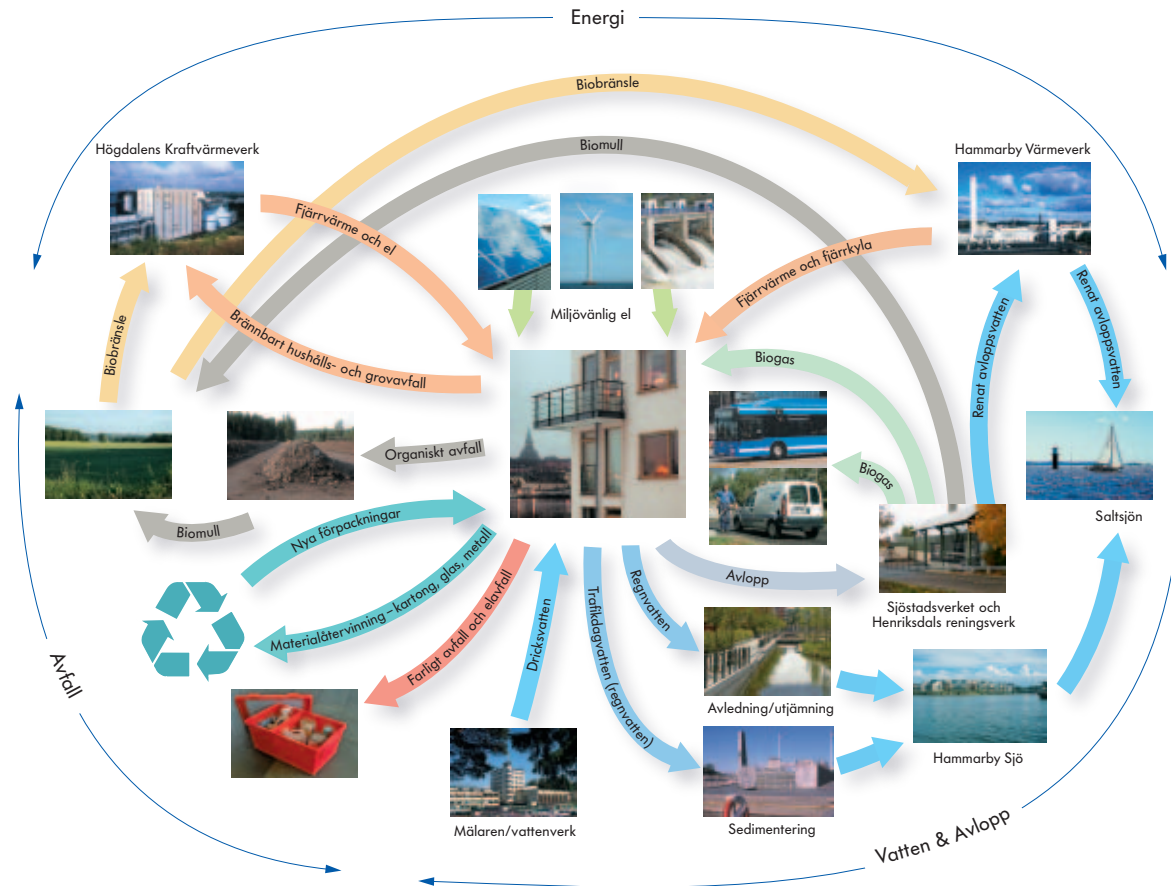 Energi
Biobränsle
Biomull
Högdalens Kraftvärmeverk
Hammarby Värmeverk
Fjärrvärme och el
Fjärrvärme och fjärrkyla
Miljövänlig el
Renat avloppsvatten
Renat avloppsvatten
Biobränsle
Brännbart hushålls- och grovavfall
Biogas
Organiskt avfall
Biogas
Biomull
Nya förpackningar
Saltsjön
Materialåtervinning –kartong, glas, metall
Farligt avfall och elavfall
Dricksvatten
Trafikdagvatten (regnvatten)
Regnvatten
Avlopp
Sjöstadsverket och
Henriksdals reningsverk
Avfall
Avledning/utjämning
Hammarby Sjö
Mälaren/vattenverk
Sedimentering
Vatten & Avlopp